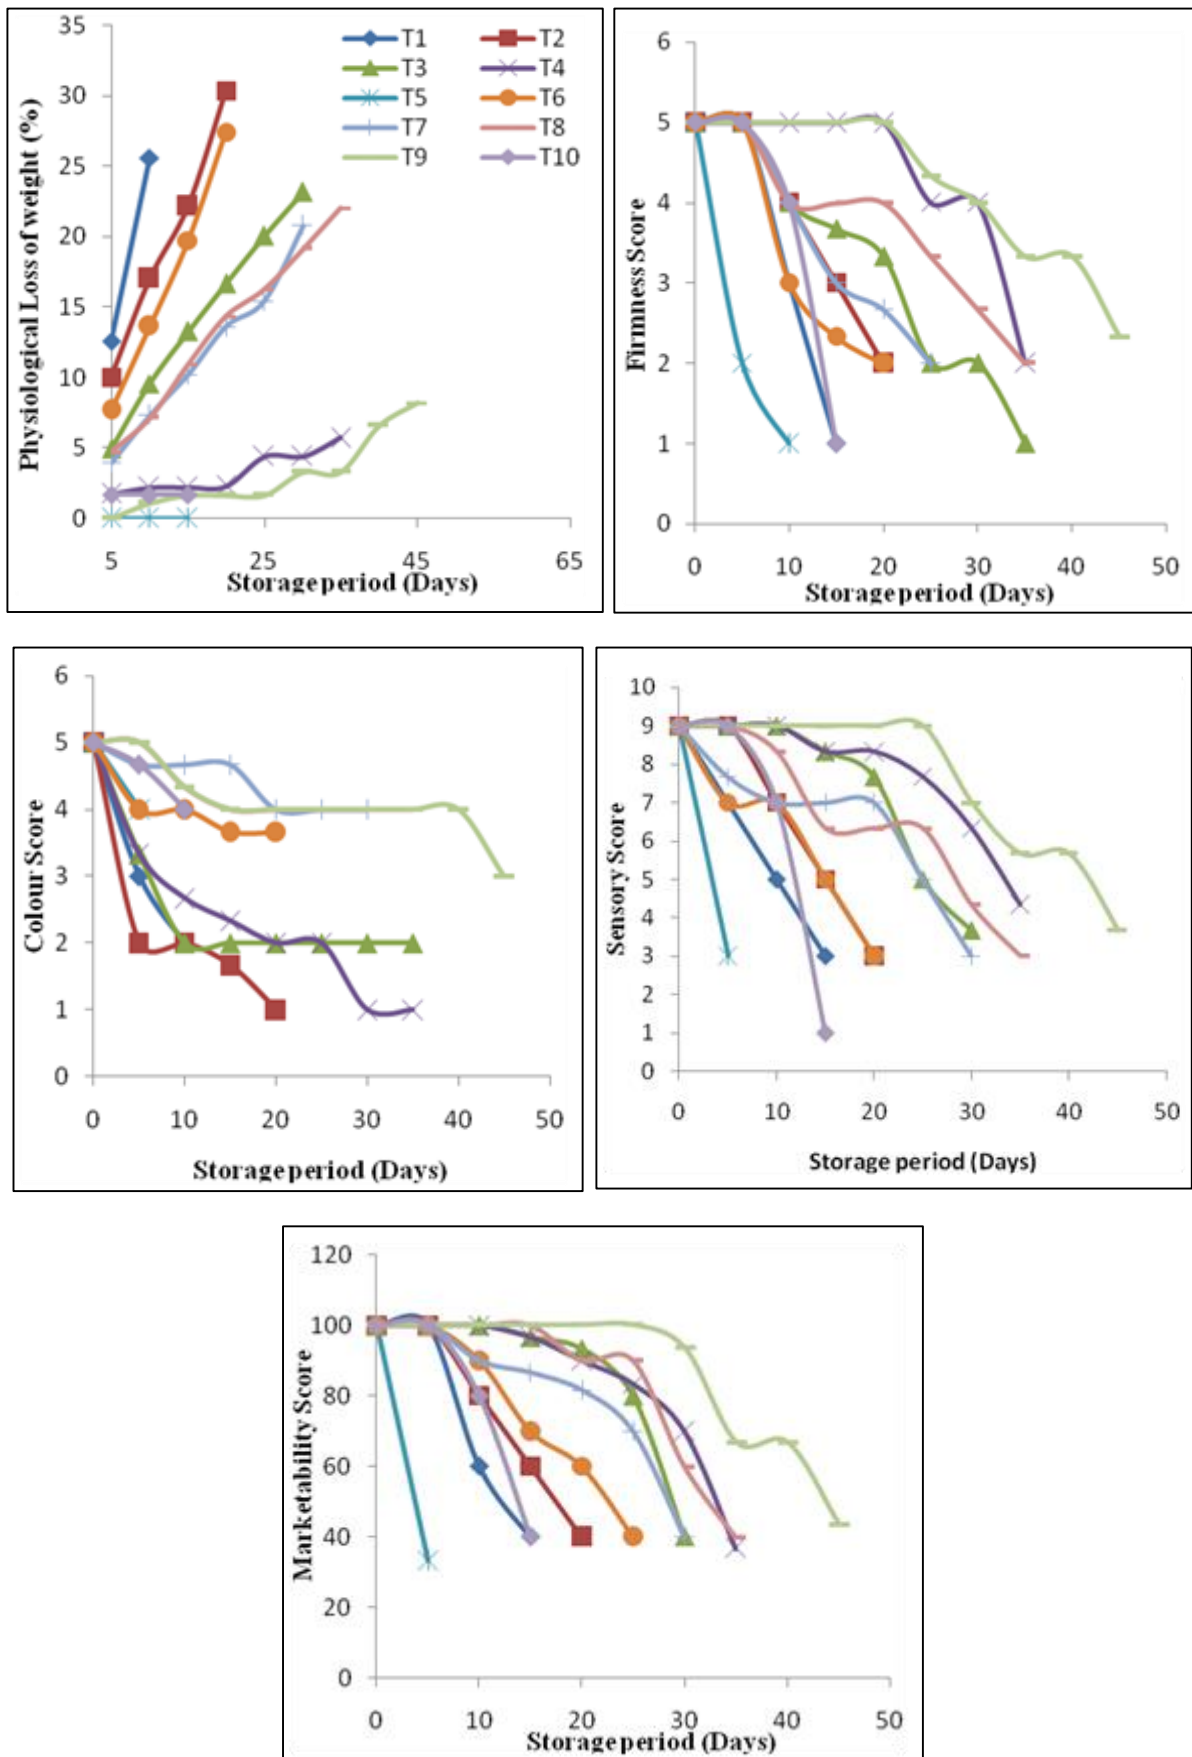 35
30
25
20
15
10
5
0
Physiological Loss of weight (%)
T1 T2
T3 T4
T5 T6
T7 T8
T9 T10
5 25 45 65
Storage period (Days)
6
5
4
3
2
1
0
Firmness Score
0 10 20 30 40 50
Storage period (Days)
6
5
4
3
2
1
0
Colour Score
0 10 20 30 40 50
Storage period (Days)
10
9
8
7
6
5
4
3
2
1
0
Sensory Score
0 10 20 30 40 50
Storage period (Days)
120
100
80
60
40
20
0
Marketability Score
0 10 20 30 40 50
Storage period (Days)